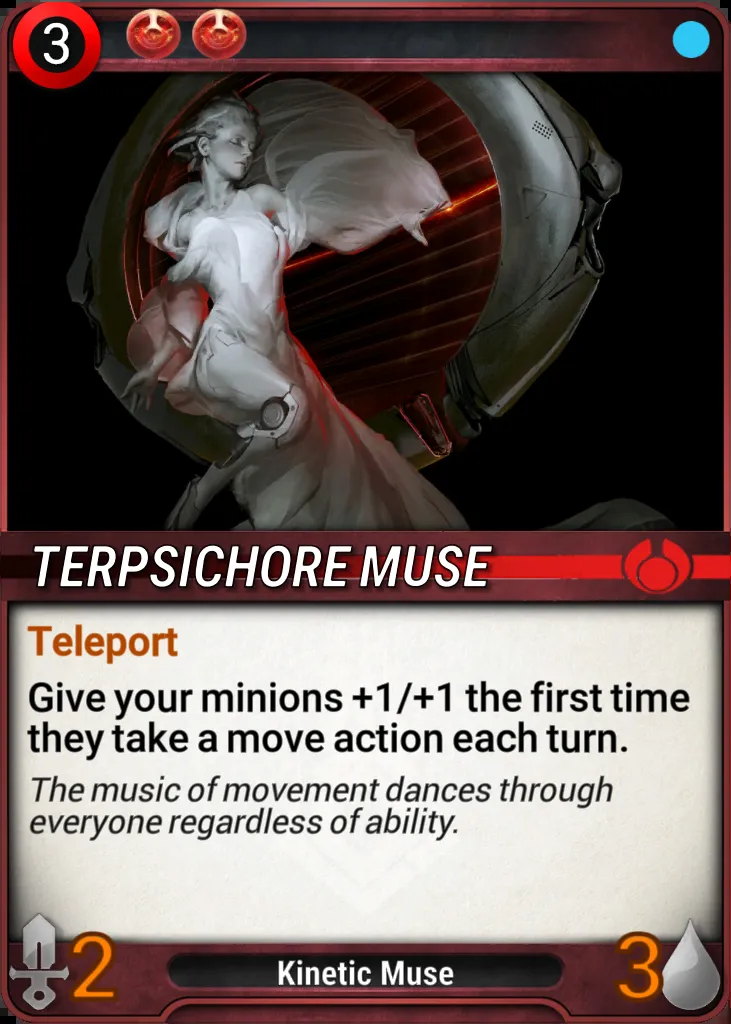 3
TERPSICHORE MUSE
Teleport
Give your minions +1/+1 the first time
they take a move action each turn.
The music of movement dances through
everyone regardless of ability.
2
Kinetic Muse
3